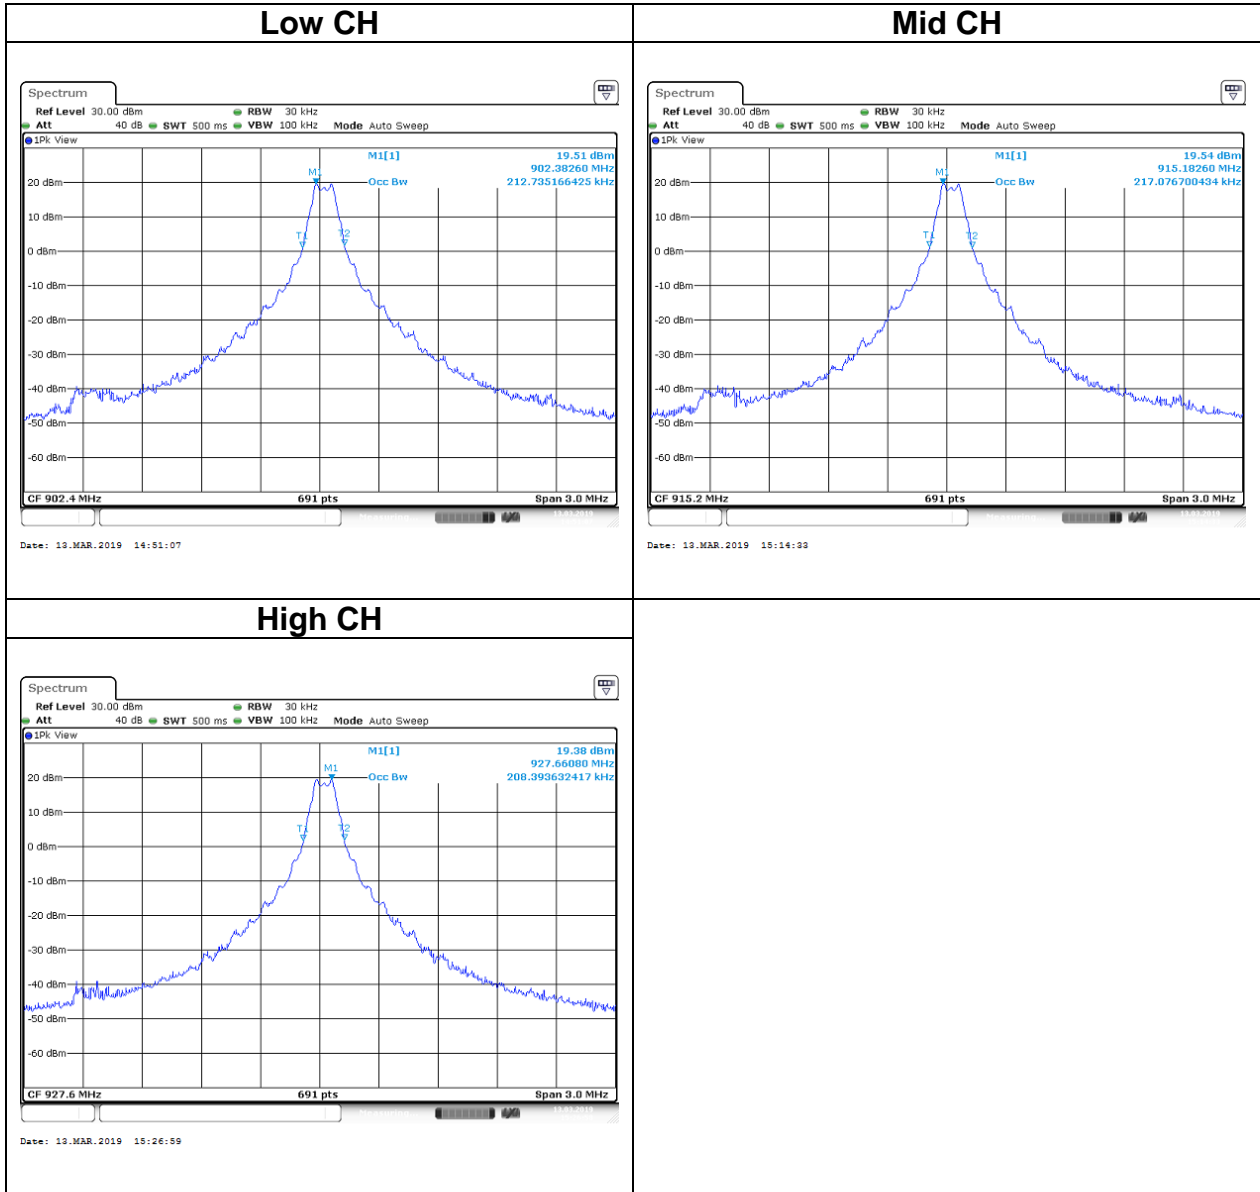 Low CH
Mid CH
Spectrum
Ref Level 30.00 dBm RBW 30 kHz
Att 40 dB SWT 500 ms VBW 100 kHz Mode Auto Sweep
1Pk View
M1[1] 19.51 dBm
902.38260 MHz
Occ Bw 212.735166425 kHz
M1
T1
T2
20 dBm
10 dBm
0 dBm
-10 dBm
-20 dBm
-30 dBm
-40 dBm
-50 dBm
-60 dBm
CF 902.4 MHz 691 pts Span 3.0 MHz
Date: 13.MAR.2019 14:51:07
Spectrum
Ref Level 30.00 dBm RBW 30 kHz
Att 40 dB SWT 500 ms VBW 100 kHz Mode Auto Sweep
1Pk View
M1[1] 19.54 dBm
915.18260 MHz
Occ Bw 217.076700434 kHz
M1
T1
T2
20 dBm
10 dBm
0 dBm
-10 dBm
-20 dBm
-30 dBm
-40 dBm
-50 dBm
-60 dBm
CF 915.2 MHz 691 pts Span 3.0 MHz
Date: 13.MAR.2019 15:14:33
High CH
Spectrum
Ref Level 30.00 dBm RBW 30 kHz
Att 40 dB SWT 500 ms VBW 100 kHz Mode Auto Sweep
1Pk View
M1[1] 19.38 dBm
927.66080 MHz
Occ Bw 208.393632417 kHz
M1
T1
T2
20 dBm
10 dBm
0 dBm
-10 dBm
-20 dBm
-30 dBm
-40 dBm
-50 dBm
-60 dBm
CF 927.6 MHz 691 pts Span 3.0 MHz
Date: 13.MAR.2019 15:26:59